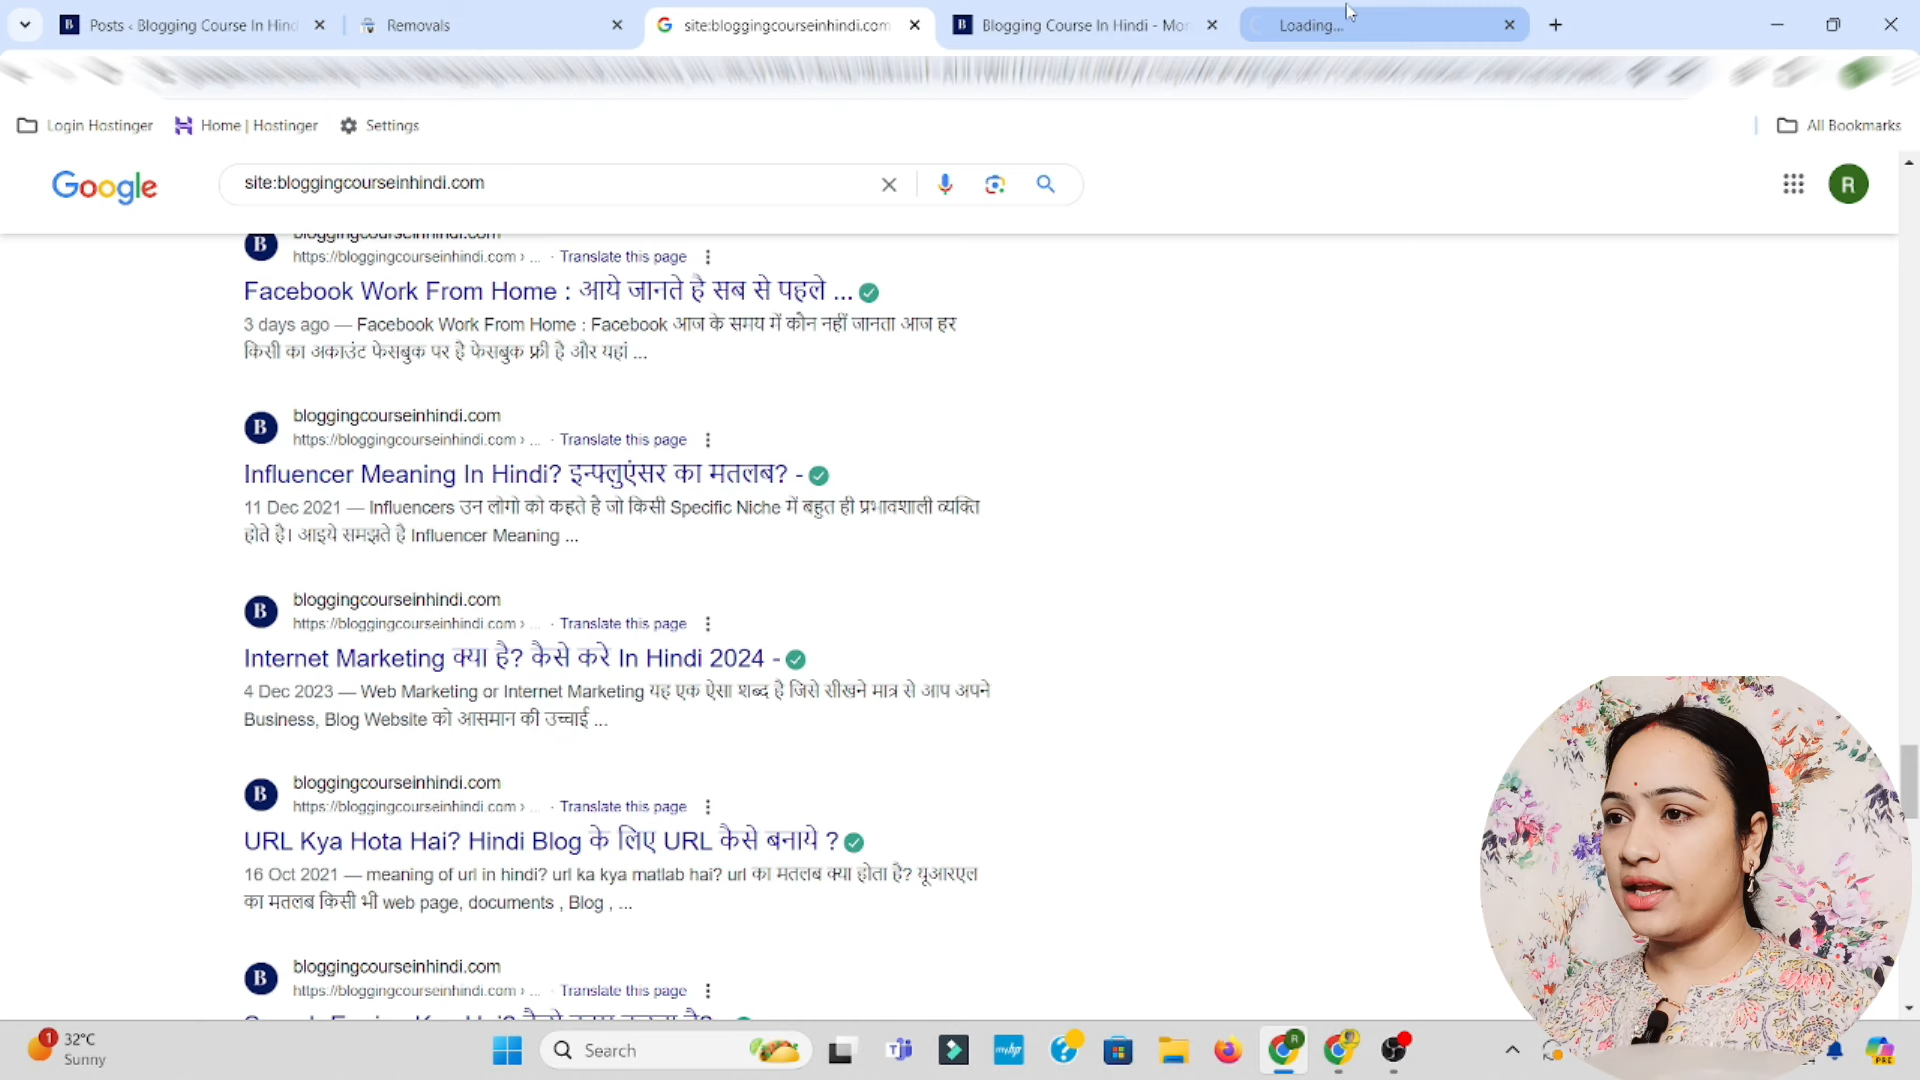 Posts ‹ Blogging Course In Hind
Removals
site:bloggingcourseinhindi.com
Blogging Course In Hindi - Mon
Loading...
Login Hostinger
Home | Hostinger
Settings
All Bookmarks
Google
site:bloggingcourseinhindi.com
R
B
https://bloggingcourseinhindi.com › ... · Translate this page
Facebook Work From Home : आये जानते है सब से पहले ...
3 days ago — Facebook Work From Home : Facebook आज के समय में कौन नहीं जानता आज हर
किसी का अकाउंट फेसबुक पर है फेसबुक फ्री है और यहां ...
B
bloggingcourseinhindi.com
https://bloggingcourseinhindi.com › ... · Translate this page
Influencer Meaning In Hindi? इन्फ्लुएंसर का मतलब? -
11 Dec 2021 — Influencers उन लोगो को कहते है जो किसी Specific Niche में बहुत ही प्रभावशाली व्यक्ति
होते है। आइये समझते है Influencer Meaning ...
B
bloggingcourseinhindi.com
https://bloggingcourseinhindi.com › ... · Translate this page
Internet Marketing क्या है? कैसे करे In Hindi 2024 -
4 Dec 2023 — Web Marketing or Internet Marketing यह एक ऐसा शब्द है जिसे सीखने मात्र से आप अपने
Business, Blog Website को आसमान की उच्चाई ...
B
bloggingcourseinhindi.com
https://bloggingcourseinhindi.com › ... · Translate this page
URL Kya Hota Hai? Hindi Blog के लिए URL कैसे बनाये ?
16 Oct 2021 — meaning of url in hindi? url ka kya matlab hai? url का मतलब क्या होता है? यूआरएल
का मतलब किसी भी web page, documents , Blog , ...
B
bloggingcourseinhindi.com
https://bloggingcourseinhindi.com › ... · Translate this page
1
32°C
Sunny
Search
myhp
R
PRE